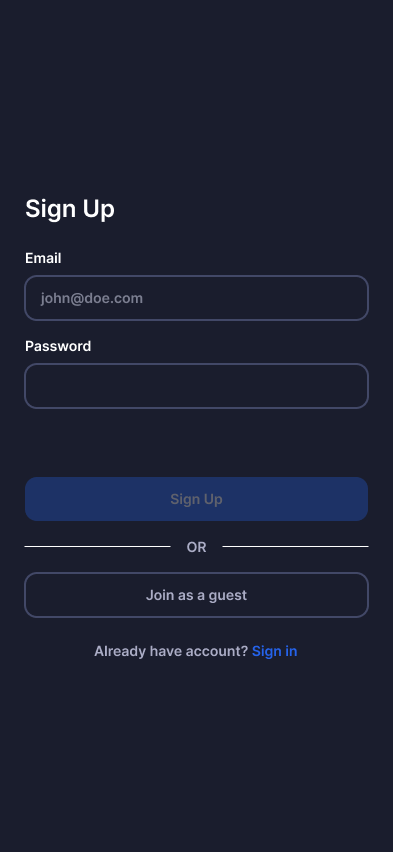 Sign Up
Email
john@doe.com
Password
Sign Up
OR
Join as a guest
Already have account? Sign in